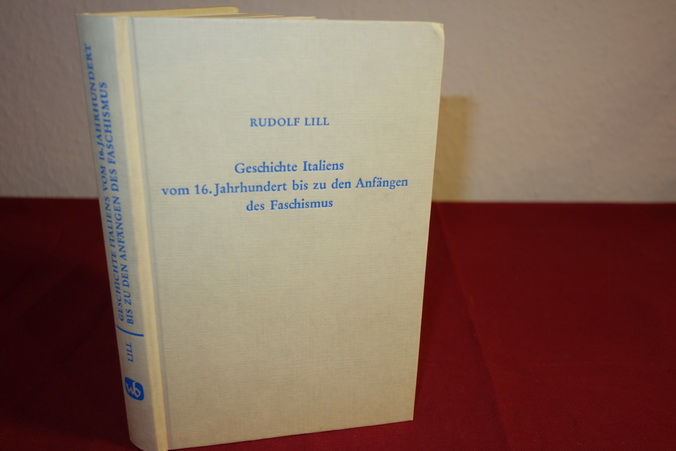 RUDOLF LILL
Geschichte Italiens
vom 16. Jahrhundert bis zu den Anfängen
des Faschismus
GESCHICHTE ITALIENS VOM 16. JAHRHUNDERT
BIS ZU DEN ANFÄNGEN DES FASCHISMUS
LILL
wb